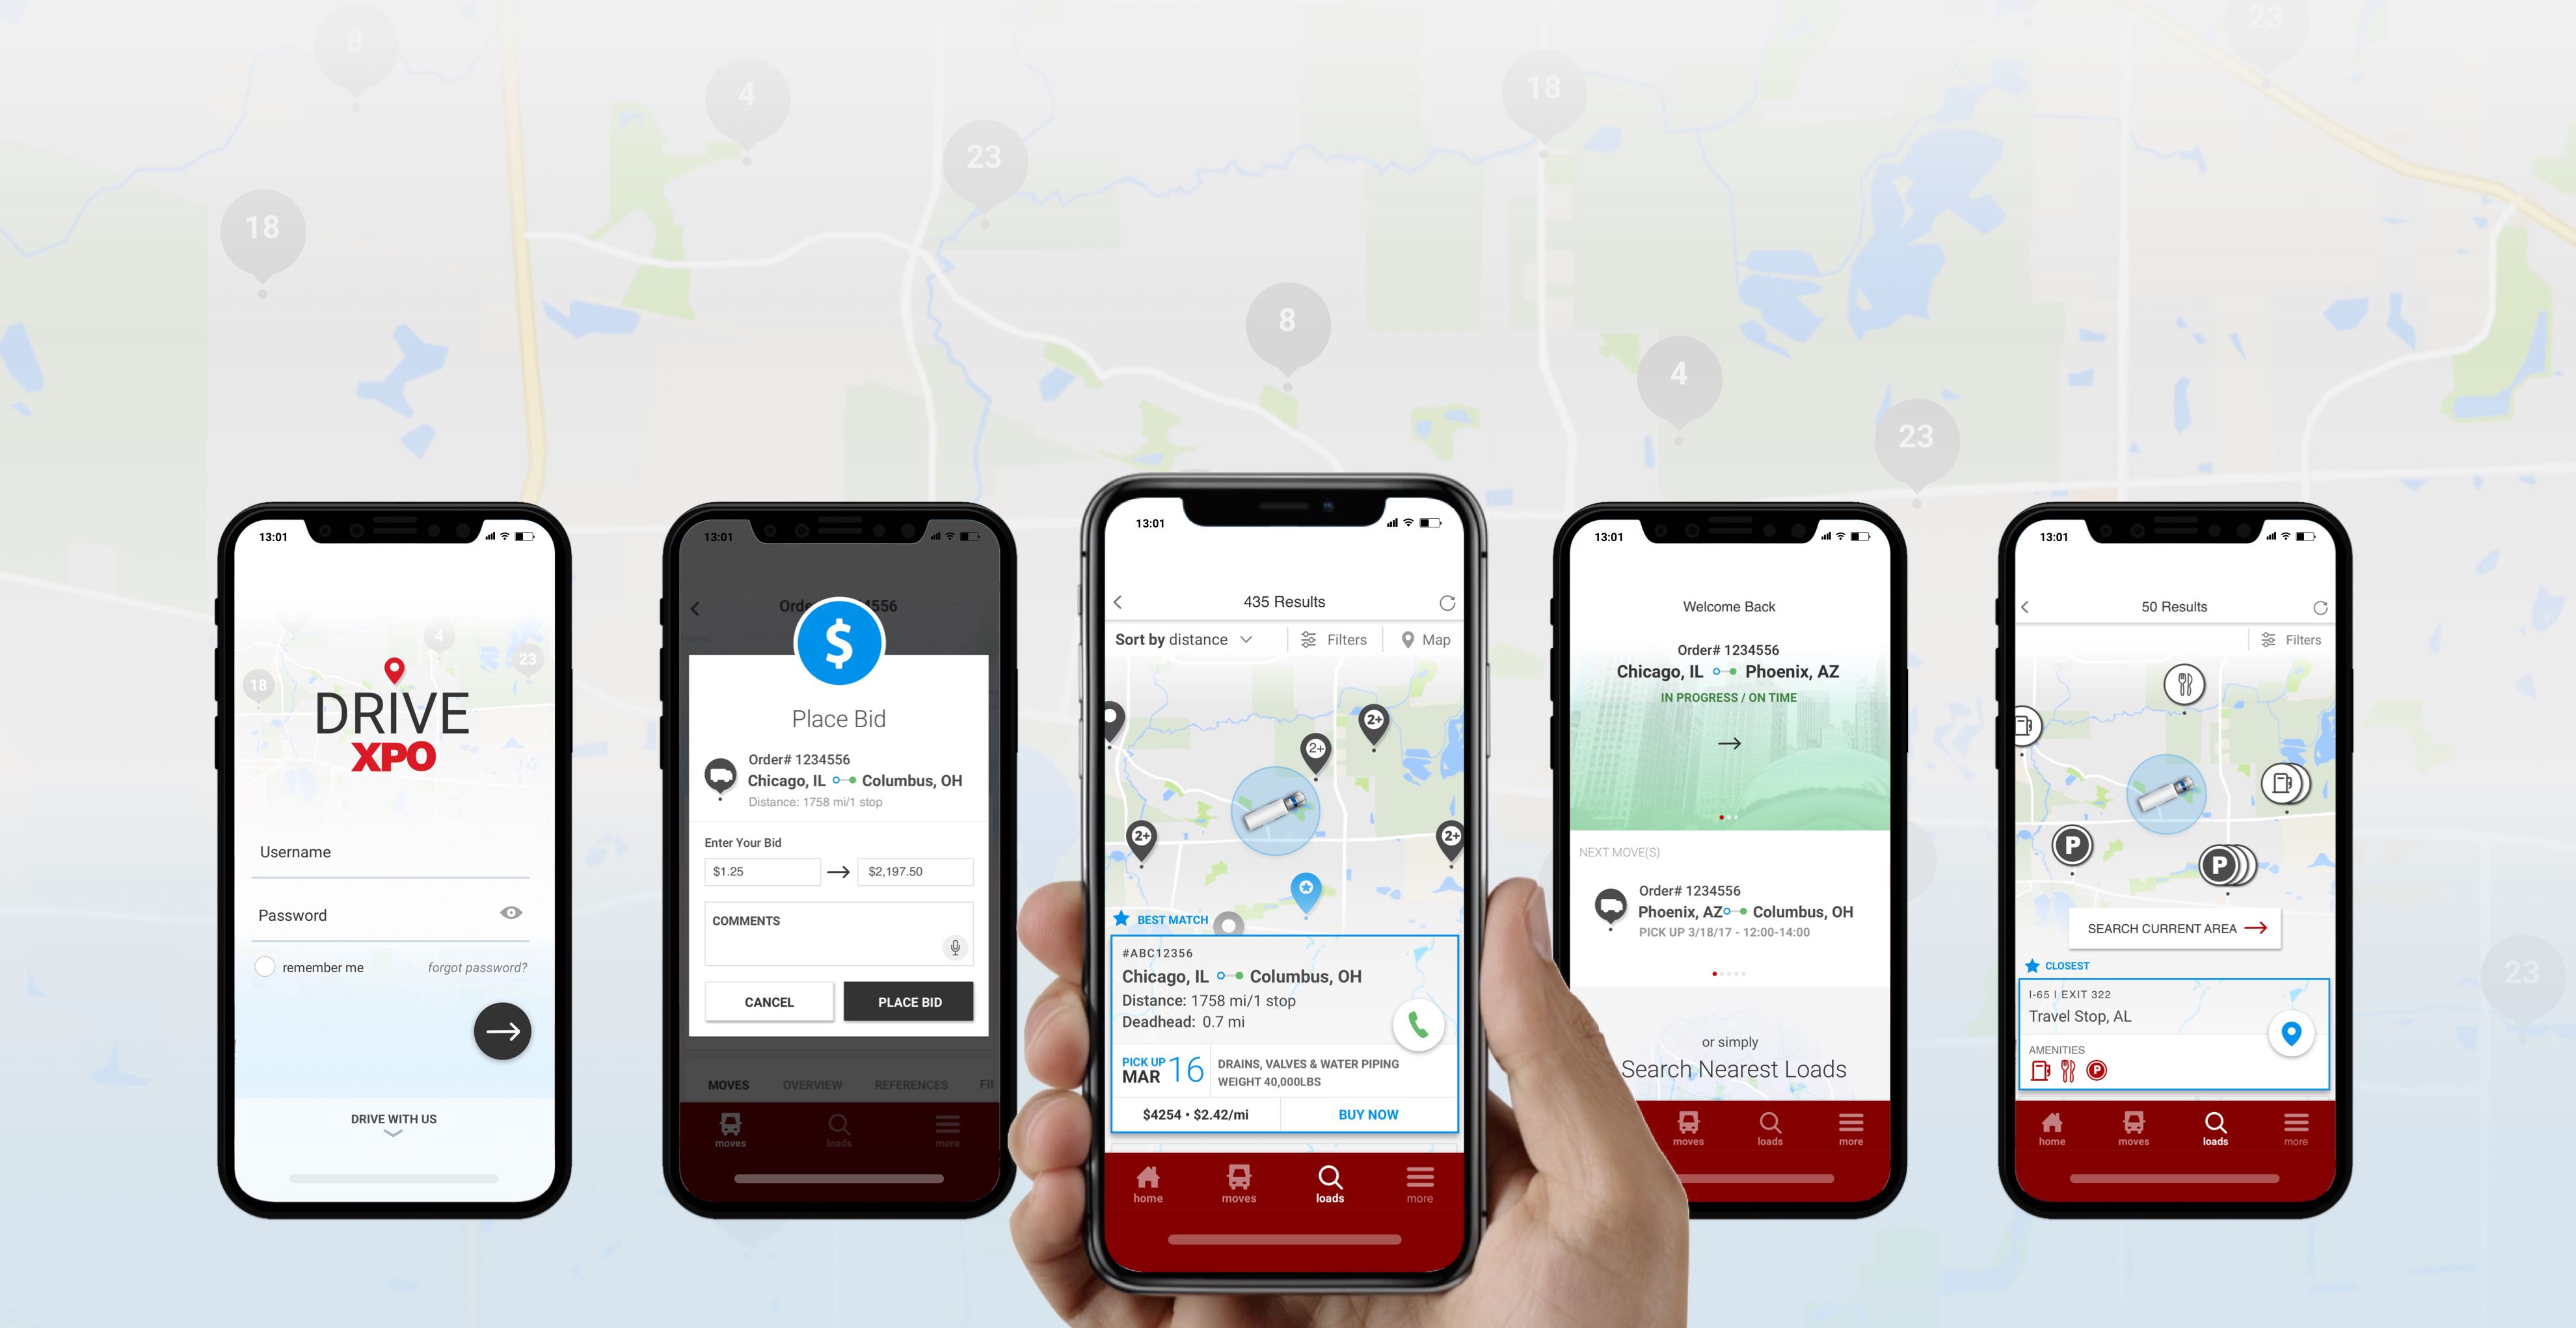 8
4
23
18
23
18
8
4
23
23
13:01
8
4
23
18
DRIVE
XPO
Username
Password
remember me
forgot password?
DRIVE WITH US
13:01
$
Place Bid
Order# 1234556
Chicago, IL Columbus, OH
Distance: 1758 mi/1 stop
Enter Your Bid
$1.25 $2,197.50
COMMENTS
CANCEL PLACE BID
MOVES OVERVIEW REFERENCES
moves loads more
13:01
435 Results
Sort by distance Filters Map
2+
2+
2+
2+
BEST MATCH
#ABC12356
Chicago, IL Columbus, OH
Distance: 1758 mi/1 stop
Deadhead: 0.7 mi
PICK UP
MAR 16
DRAINS, VALVES & WATER PIPING
WEIGHT 40,000LBS
$4254 • $2.42/mi BUY NOW
home moves loads more
13:01
Welcome Back
Order# 1234556
Chicago, IL Phoenix, AZ
IN PROGRESS / ON TIME
NEXT MOVE(S)
Order# 1234556
Phoenix, AZ Columbus, OH
PICK UP 3/18/17 - 12:00-14:00
or simply
Search Nearest Loads
moves loads more
13:01
50 Results
Filters
P
P
SEARCH CURRENT AREA
CLOSEST
I-65 | EXIT 322
Travel Stop, AL
AMENITIES
P
home moves loads more